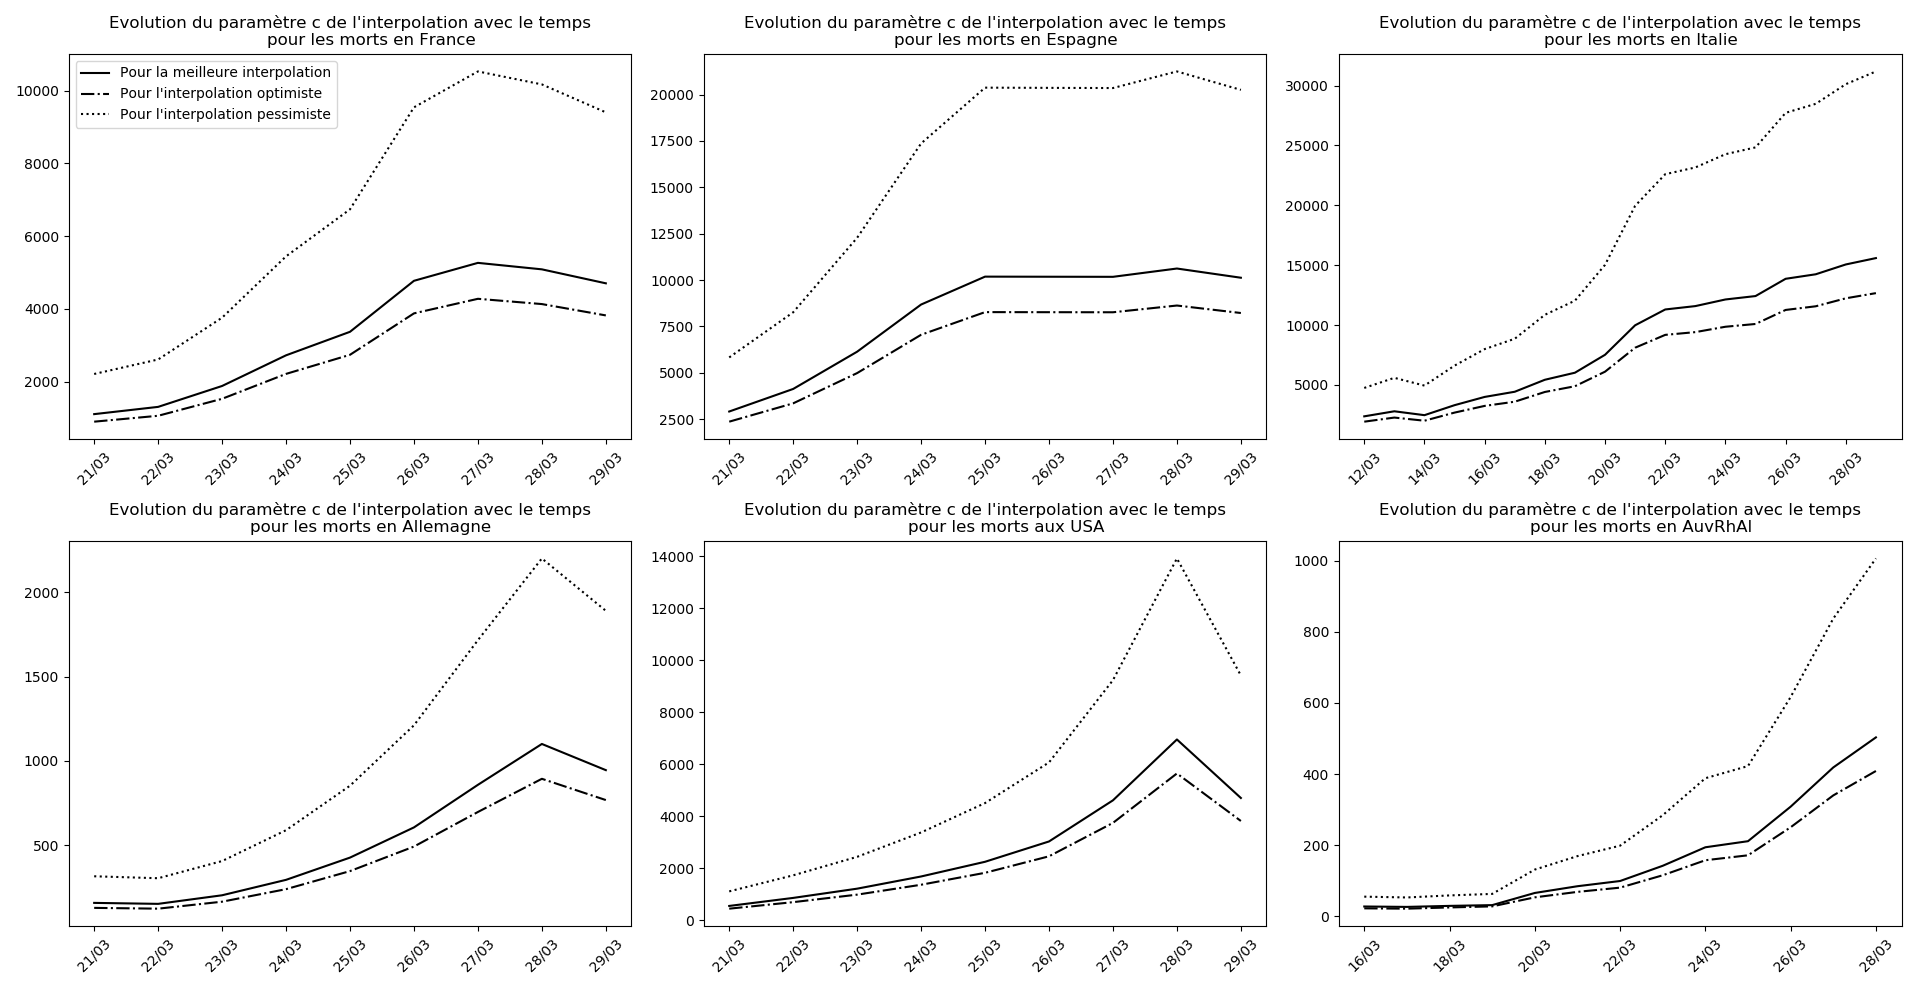 Evolution du paramètre c de l'interpolation avec le temps
pour les morts en France
Pour la meilleure interpolation
Pour l'interpolation optimiste
Pour l'interpolation pessimiste
10000
8000
6000
4000
2000
21/03 22/03 23/03 24/03 25/03 26/03 27/03 28/03 29/03
Evolution du paramètre c de l'interpolation avec le temps
pour les morts en Espagne
20000
17500
15000
12500
10000
7500
5000
2500
21/03 22/03 23/03 24/03 25/03 26/03 27/03 28/03 29/03
Evolution du paramètre c de l'interpolation avec le temps
pour les morts en Italie
30000
25000
20000
15000
10000
5000
12/03 14/03 16/03 18/03 20/03 22/03 24/03 26/03 28/03
Evolution du paramètre c de l'interpolation avec le temps
pour les morts en Allemagne
2000
1500
1000
500
21/03 22/03 23/03 24/03 25/03 26/03 27/03 28/03 29/03
Evolution du paramètre c de l'interpolation avec le temps
pour les morts aux USA
14000
12000
10000
8000
6000
4000
2000
0
21/03 22/03 23/03 24/03 25/03 26/03 27/03 28/03 29/03
Evolution du paramètre c de l'interpolation avec le temps
pour les morts en AuvRhAl
1000
800
600
400
200
0
16/03 18/03 20/03 22/03 24/03 26/03 28/03